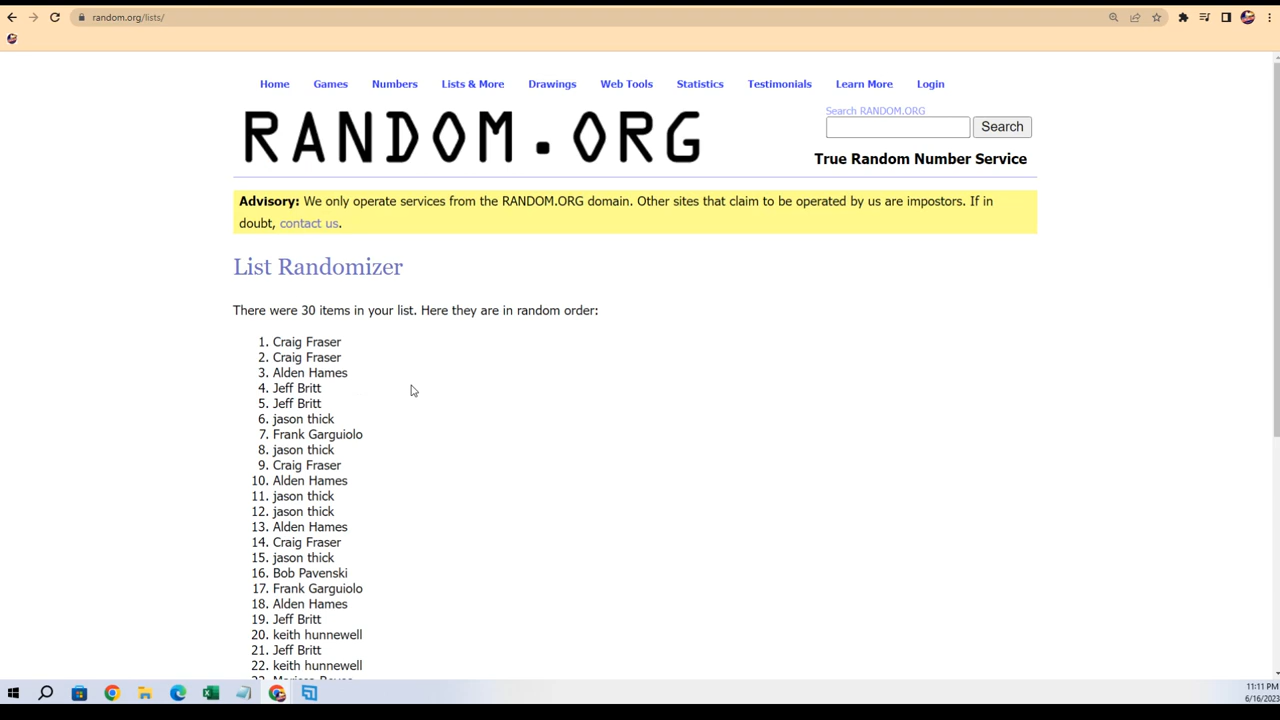 random.org/lists/
Home Games Numbers Lists & More Drawings Web Tools Statistics Testimonials Learn More Login
RANDOM.ORG
Search RANDOM.ORG
Search
True Random Number Service
Advisory: We only operate services from the RANDOM.ORG domain. Other sites that claim to be operated by us are impostors. If in
doubt, contact us.
List Randomizer
There were 30 items in your list. Here they are in random order:
1. Craig Fraser
2. Craig Fraser
3. Alden Hames
4. Jeff Britt
5. Jeff Britt
6. jason thick
7. Frank Garguiolo
8. jason thick
9. Craig Fraser
10. Alden Hames
11. jason thick
12. jason thick
13. Alden Hames
14. Craig Fraser
15. jason thick
16. Bob Pavenski
17. Frank Garguiolo
18. Alden Hames
19. Jeff Britt
20. keith hunnewell
21. Jeff Britt
22. keith hunnewell
11:11 PM
6/16/2023